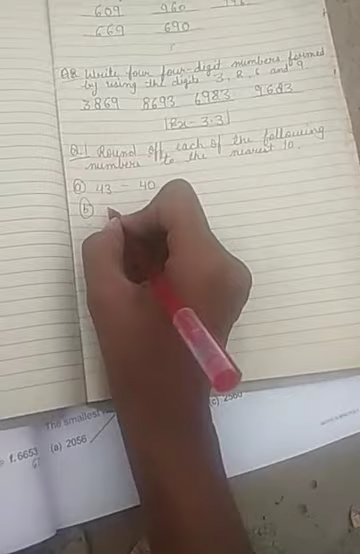 609 960
669 690
Q8. Write four four-digit numbers formed
by using the digits 3, 8, 6 and 9.
3869 8693 6983 9683
Ex-3.3
Q.1 Round off each of the following
numbers to the nearest 10.
(a) 43 - 40
(b)
The smallest
f. 6653 (a) 2056 (c) 2560